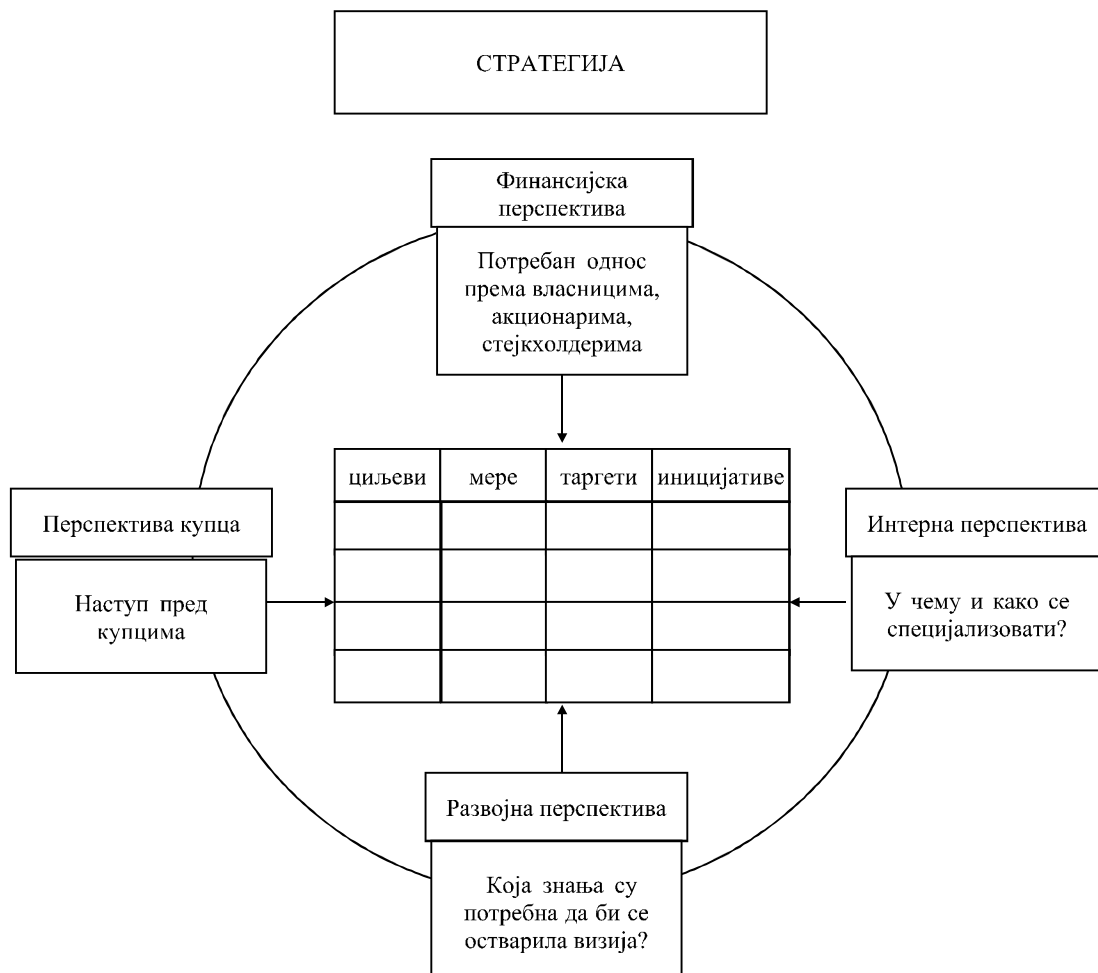 СТРАТЕГИЈА
Финансијска
перспектива
Потребан однос
према власницима,
акционарима,
стејкхолдерима
циљеви мере таргети иницијативе
Перспектива купца
Наступ пред
купцима
Интерна перспектива
У чему и како се
специјализовати?
Развојна перспектива
Која знања су
потребна да би се
остварила визија?